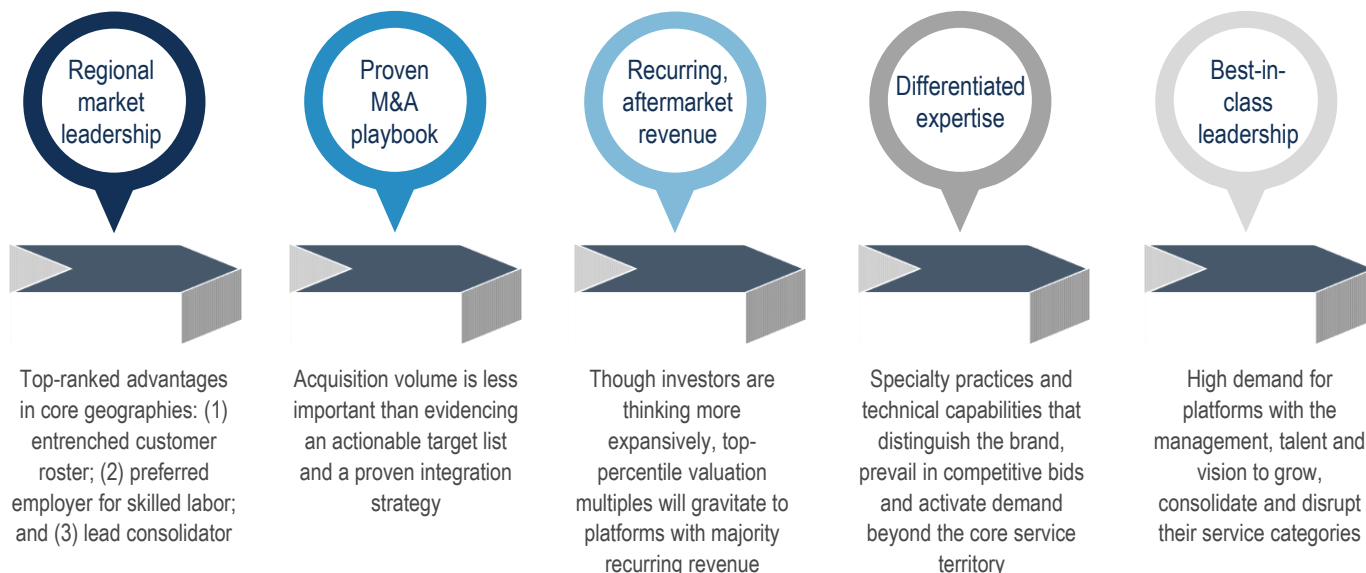 Regional
market
leadership
Proven
M&A
playbook
Recurring,
aftermarket
revenue
Differentiated
expertise
Best-in-
class
leadership
Top-ranked advantages
in core geographies: (1)
entrenched customer
roster; (2) preferred
employer for skilled labor;
and (3) lead consolidator
Acquisition volume is less
important than evidencing
an actionable target list
and a proven integration
strategy
Though investors are
thinking more
expansively, top-
percentile valuation
multiples will gravitate to
platforms with majority
recurring revenue
Specialty practices and
technical capabilities that
distinguish the brand,
prevail in competitive bids
and activate demand
beyond the core service
territory
High demand for
platforms with the
management, talent and
vision to grow,
consolidate and disrupt
their service categories